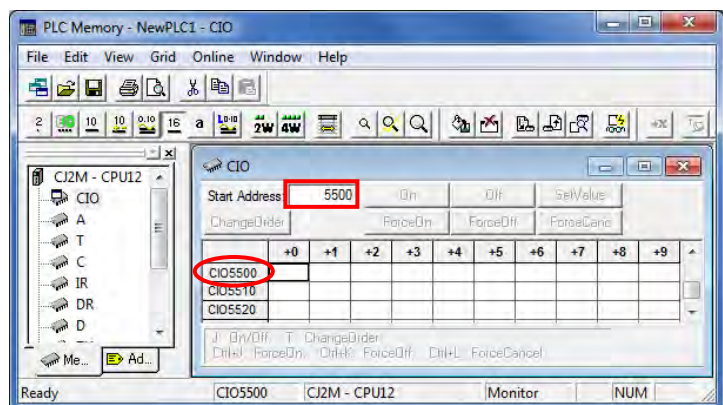 PLC Memory - NewPLC1 - CIO
File Edit View Grid Online Window Help
2 10 10 0.10 16 a 2W 4W
CJ2M - CPU12
CIO
A
T
C
IR
DR
D
Me... Ad...
CIO
Start Address: 5500 On Off SetValue
ChangeOrder ForceOn ForceOff ForceCanc
+0 +1 +2 +3 +4 +5 +6 +7 +8 +9
CIO5500
CIO5510
CIO5520
J On/Off T ChangeOrder
Ctrl+J ForceOn Ctrl+K ForceOff Ctrl+L ForceCancel
Ready CIO5500 CJ2M - CPU12 Monitor NUM